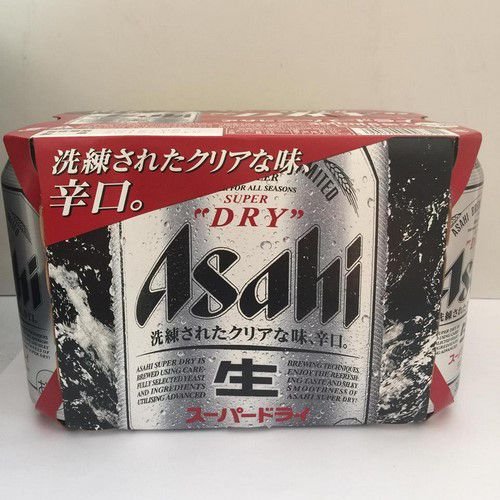 洗練されたクリアな味、
辛口。
FOR ALL SEASONS
SUPER
"DRY"
Asahi
洗練されたクリアな味、辛口。
ASAHI SUPER DRY IS
BREWED USING CARE-
FULLY SELECTED YEAST
AND INGREDIENTS
UTILISING ADVANCED
生
BREWING TECHNIQUES.
ENJOY THE REFRESH-
ING TASTE AND SILKY
SMOOTHNESS OF
ASAHI SUPER DRY!
スーパードライ